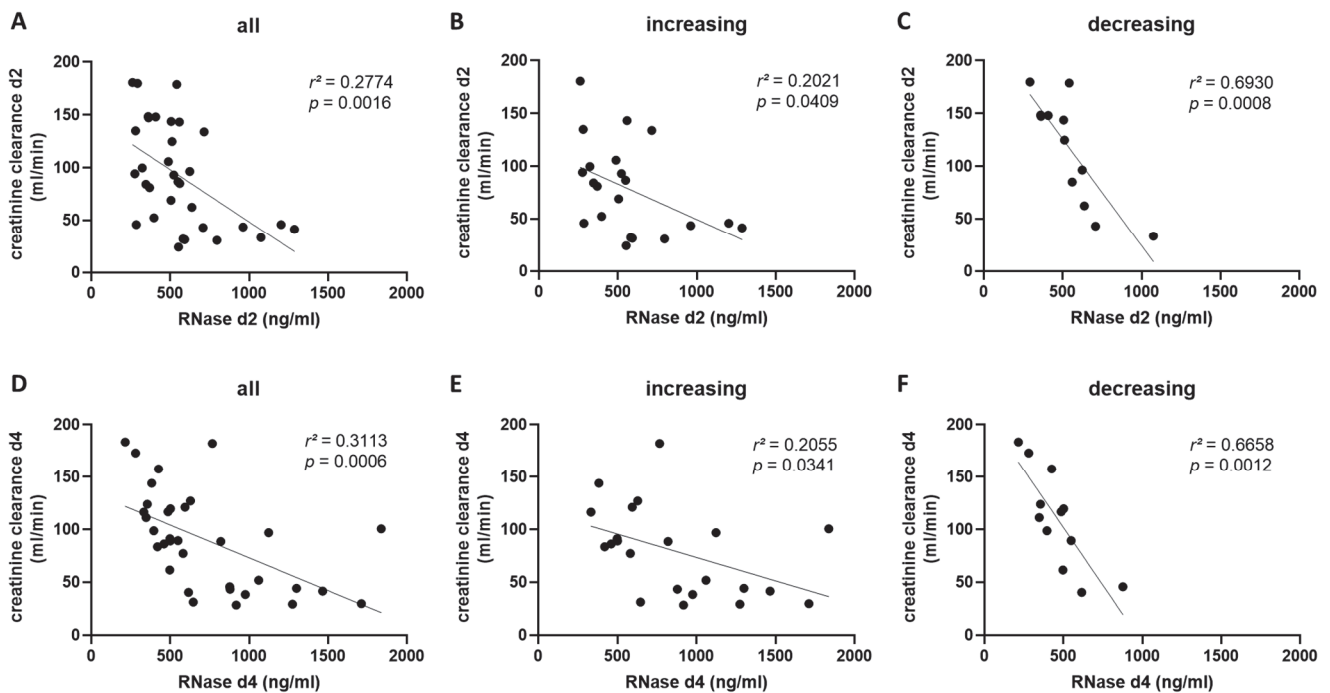 A
all
creatinine clearance d2
(ml/min)
200
150
100
50
0
r² = 0.2774
p = 0.0016
0 500 1000 1500 2000
RNase d2 (ng/ml)
B
increasing
creatinine clearance d2
(ml/min)
200
150
100
50
0
r² = 0.2021
p = 0.0409
0 500 1000 1500 2000
RNase d2 (ng/ml)
C
decreasing
creatinine clearance d2
(ml/min)
200
150
100
50
0
r² = 0.6930
p = 0.0008
0 500 1000 1500 2000
RNase d2 (ng/ml)
D
all
creatinine clearance d4
(ml/min)
200
150
100
50
0
r² = 0.3113
p = 0.0006
0 500 1000 1500 2000
RNase d4 (ng/ml)
E
increasing
creatinine clearance d4
(ml/min)
200
150
100
50
0
r² = 0.2055
p = 0.0341
0 500 1000 1500 2000
RNase d4 (ng/ml)
F
decreasing
creatinine clearance d4
(ml/min)
200
150
100
50
0
r² = 0.6658
p = 0.0012
0 500 1000 1500 2000
RNase d4 (ng/ml)